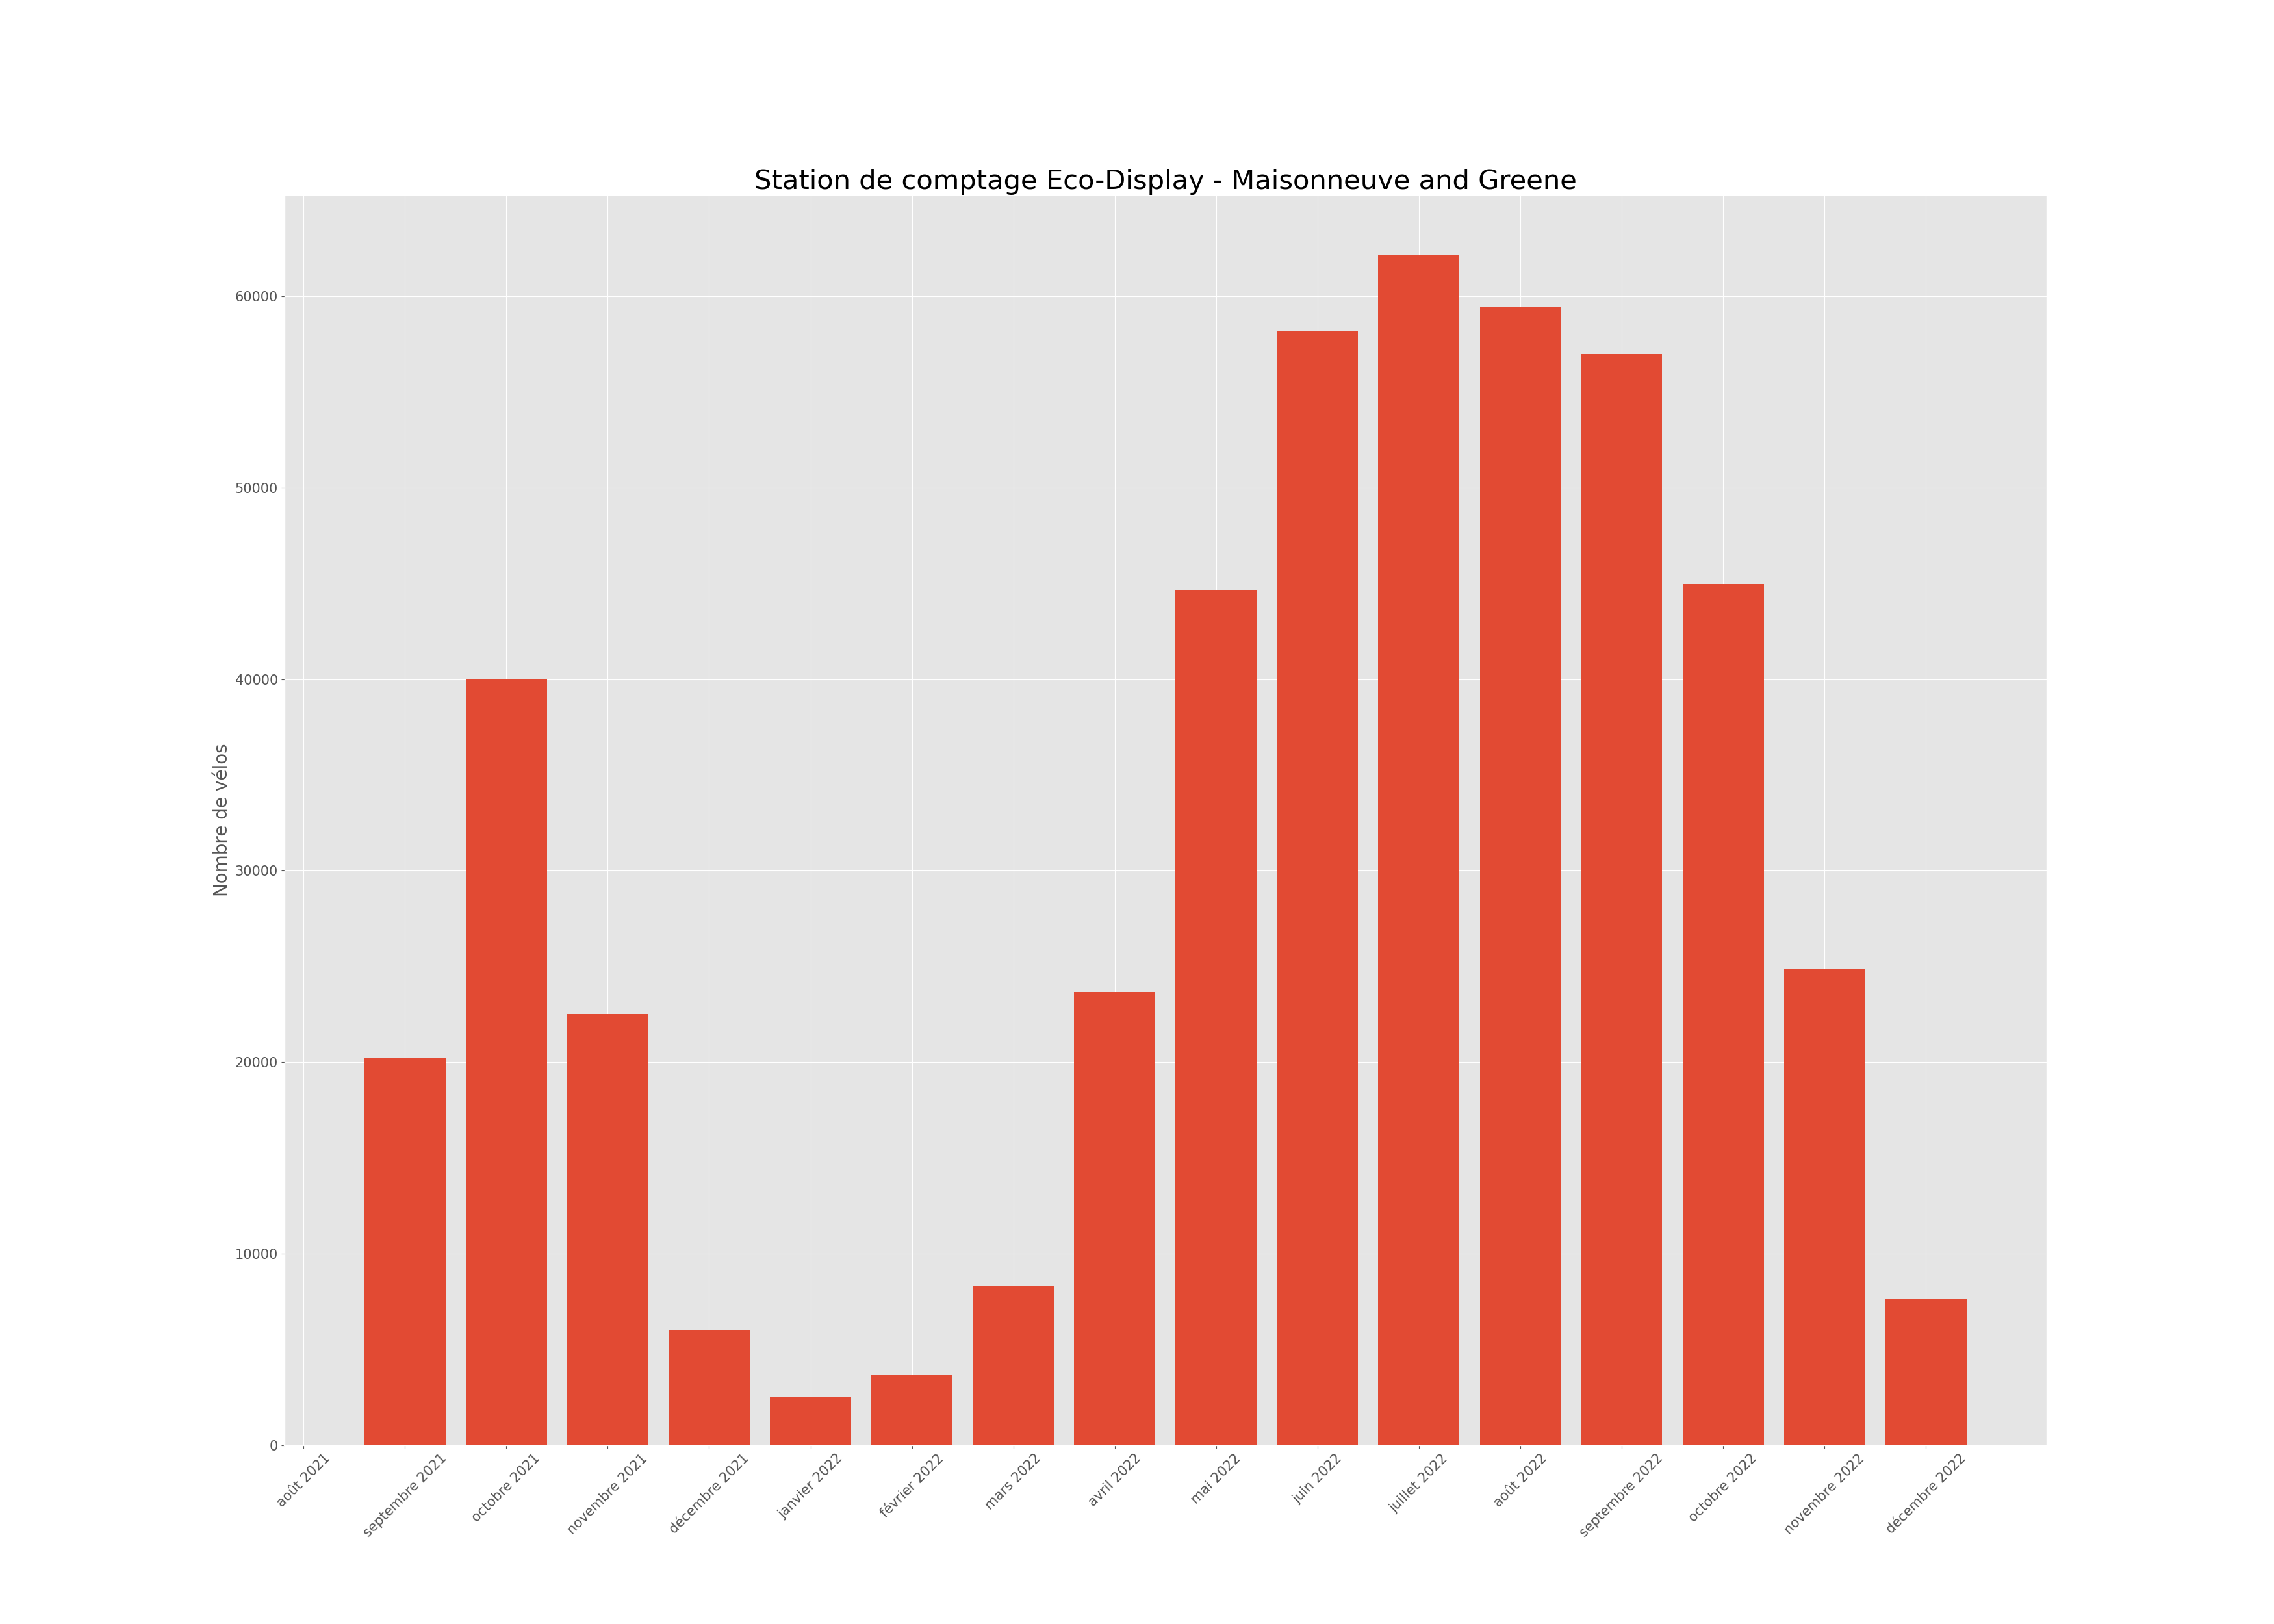 Station de comptage Eco-Display - Maisonneuve and Greene
Nombre de vélos
60000
50000
40000
30000
20000
10000
0
août 2021
septembre 2021
octobre 2021
novembre 2021
décembre 2021
janvier 2022
février 2022
mars 2022
avril 2022
mai 2022
juin 2022
juillet 2022
août 2022
septembre 2022
octobre 2022
novembre 2022
décembre 2022